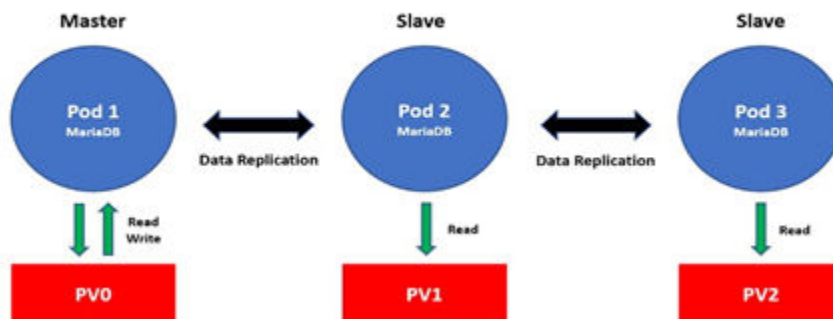 Master
Slave
Slave
Pod 1
MariaDB
Pod 2
MariaDB
Pod 3
MariaDB
Data Replication
Data Replication
Read
Write
Read
Read
PV0
PV1
PV2